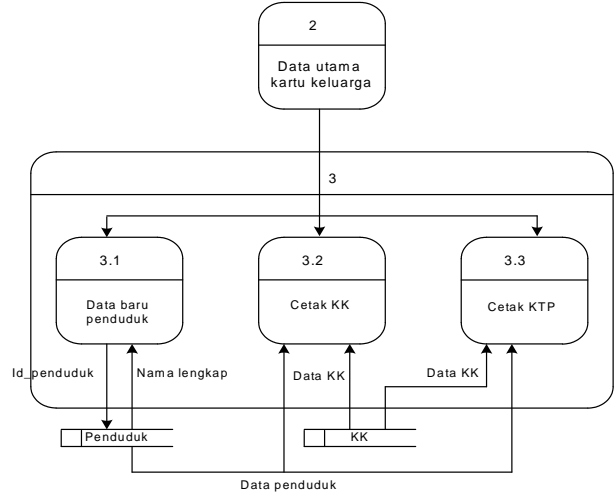 2
Data utama
kartu keluarga
3
3.1
3.2
3.3
Data baru
penduduk
Cetak KK
Cetak KTP
Id_penduduk
Nama lengkap
Data KK
Data KK
Penduduk
KK
Data penduduk